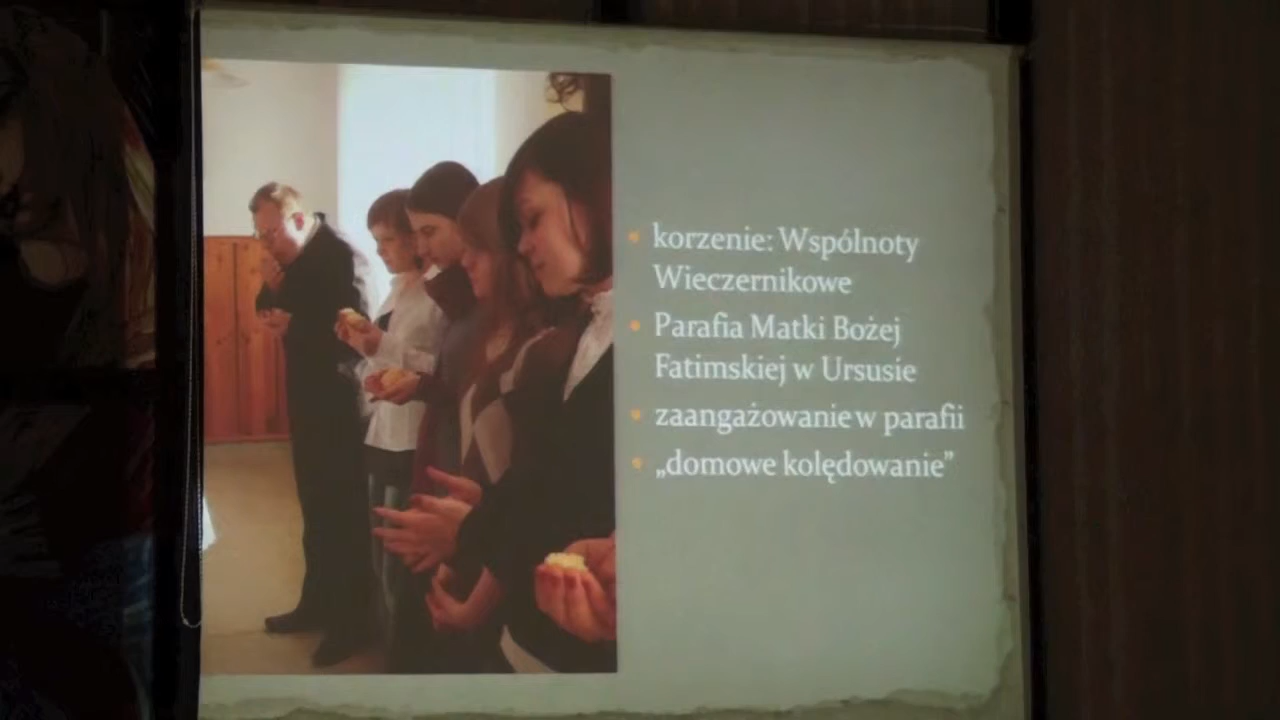 korzenie: Wspólnoty
Wieczernikowe
Parafia Matki Bożej
Fatimskiej w Ursusie
zaangażowanie w parafii
„domowe kolędowanie”